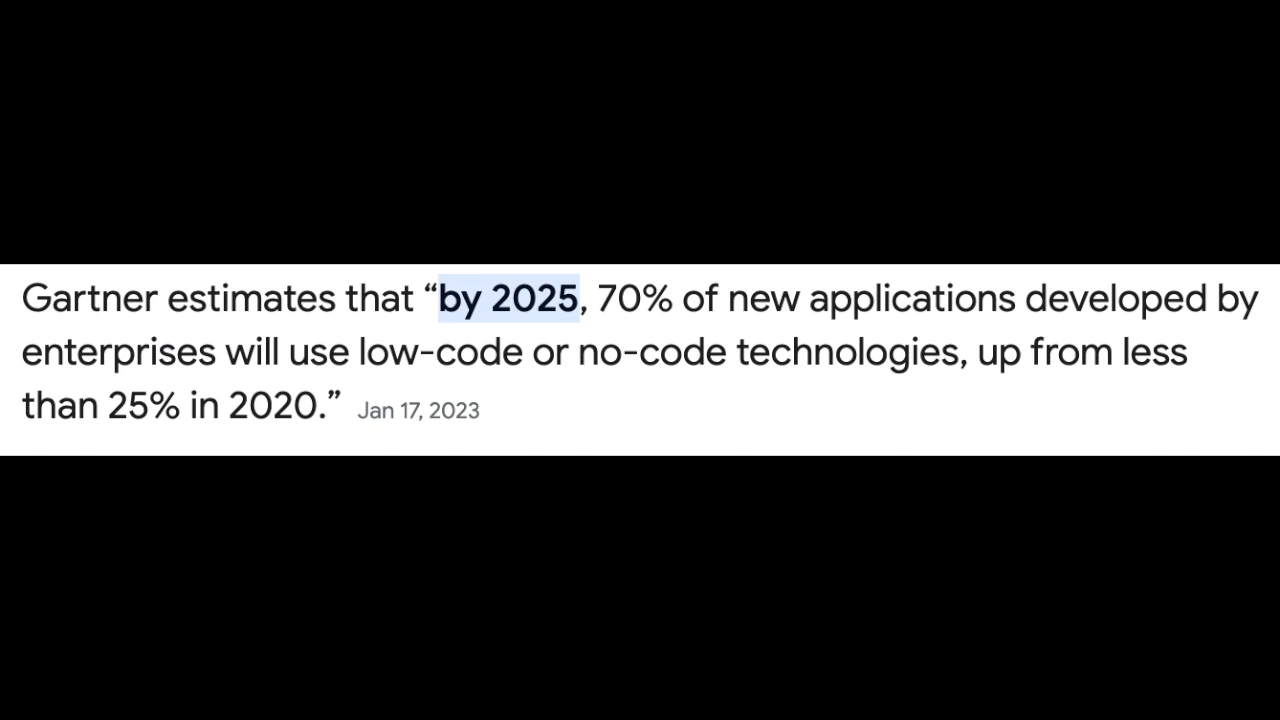 Gartner estimates that “by 2025, 70% of new applications developed by
enterprises will use low-code or no-code technologies, up from less
than 25% in 2020.” Jan 17, 2023